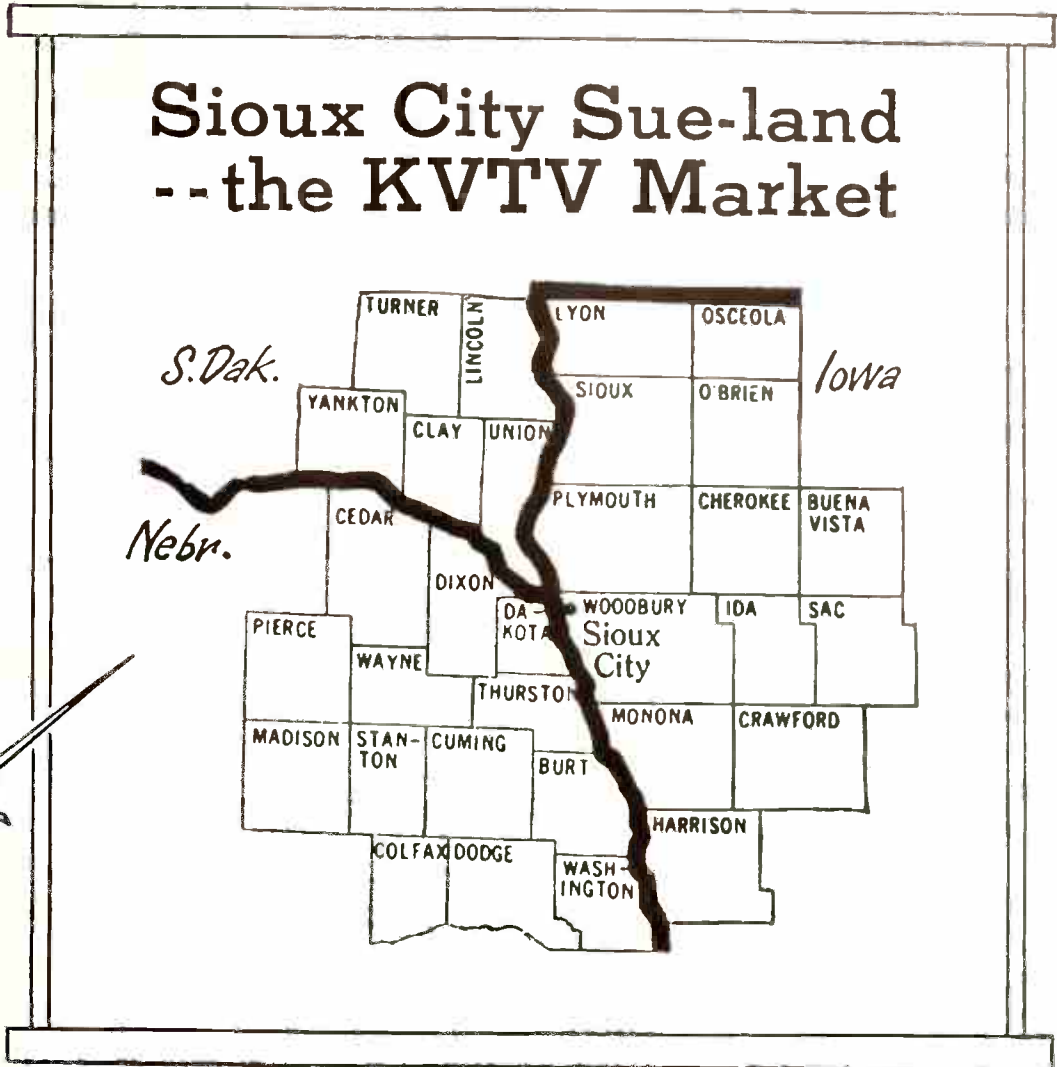 Sioux City Sue-land
--the KVTV Market
TURNER
LINCOLN
LYON
OSCEOLA
S.Dak.
Iowa
YANKTON
SIOUX
O'BRIEN
CLAY
UNION
PLYMOUTH
CHEROKEE
BUENA
VISTA
CEDAR
Nebr.
DIXON
DA-
KOTA
WOODBURY
IDA
SAC
Sioux
City
PIERCE
WAYNE
THURSTON
MONONA
CRAWFORD
MADISON
STAN-
TON
CUMING
BURT
HARRISON
COLFAX
DODGE
WASH-
INGTON